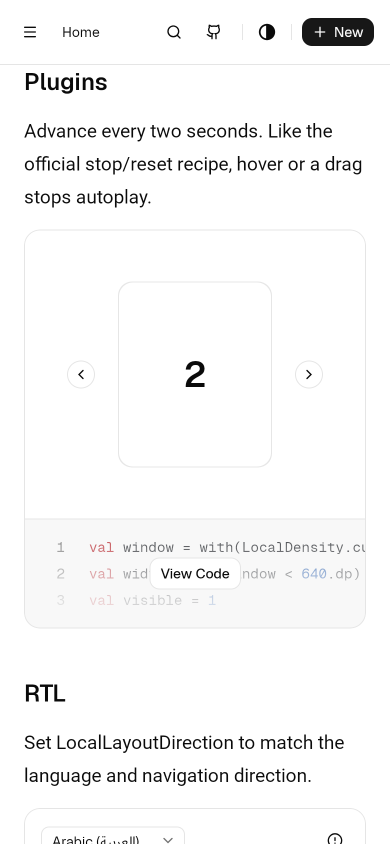 Home
New
Plugins
Advance every two seconds. Like the
official stop/reset recipe, hover or a drag
stops autoplay.
2
1 val window = with(LocalDensity.cu
2 val wid ndow < 640.dp)
View Code
3 val visible = 1
RTL
Set LocalLayoutDirection to match the
language and navigation direction.
Arabic (العربية)